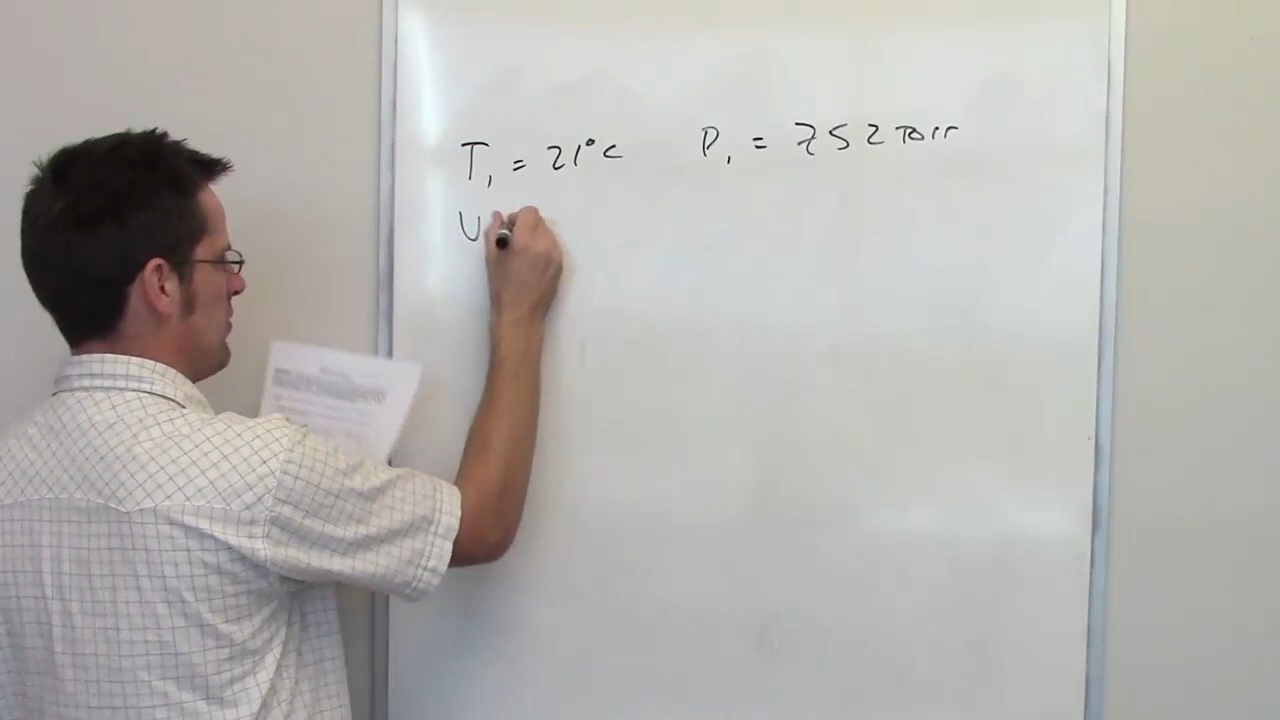 T₁ = 21°C P₁ = 752 Torr
V